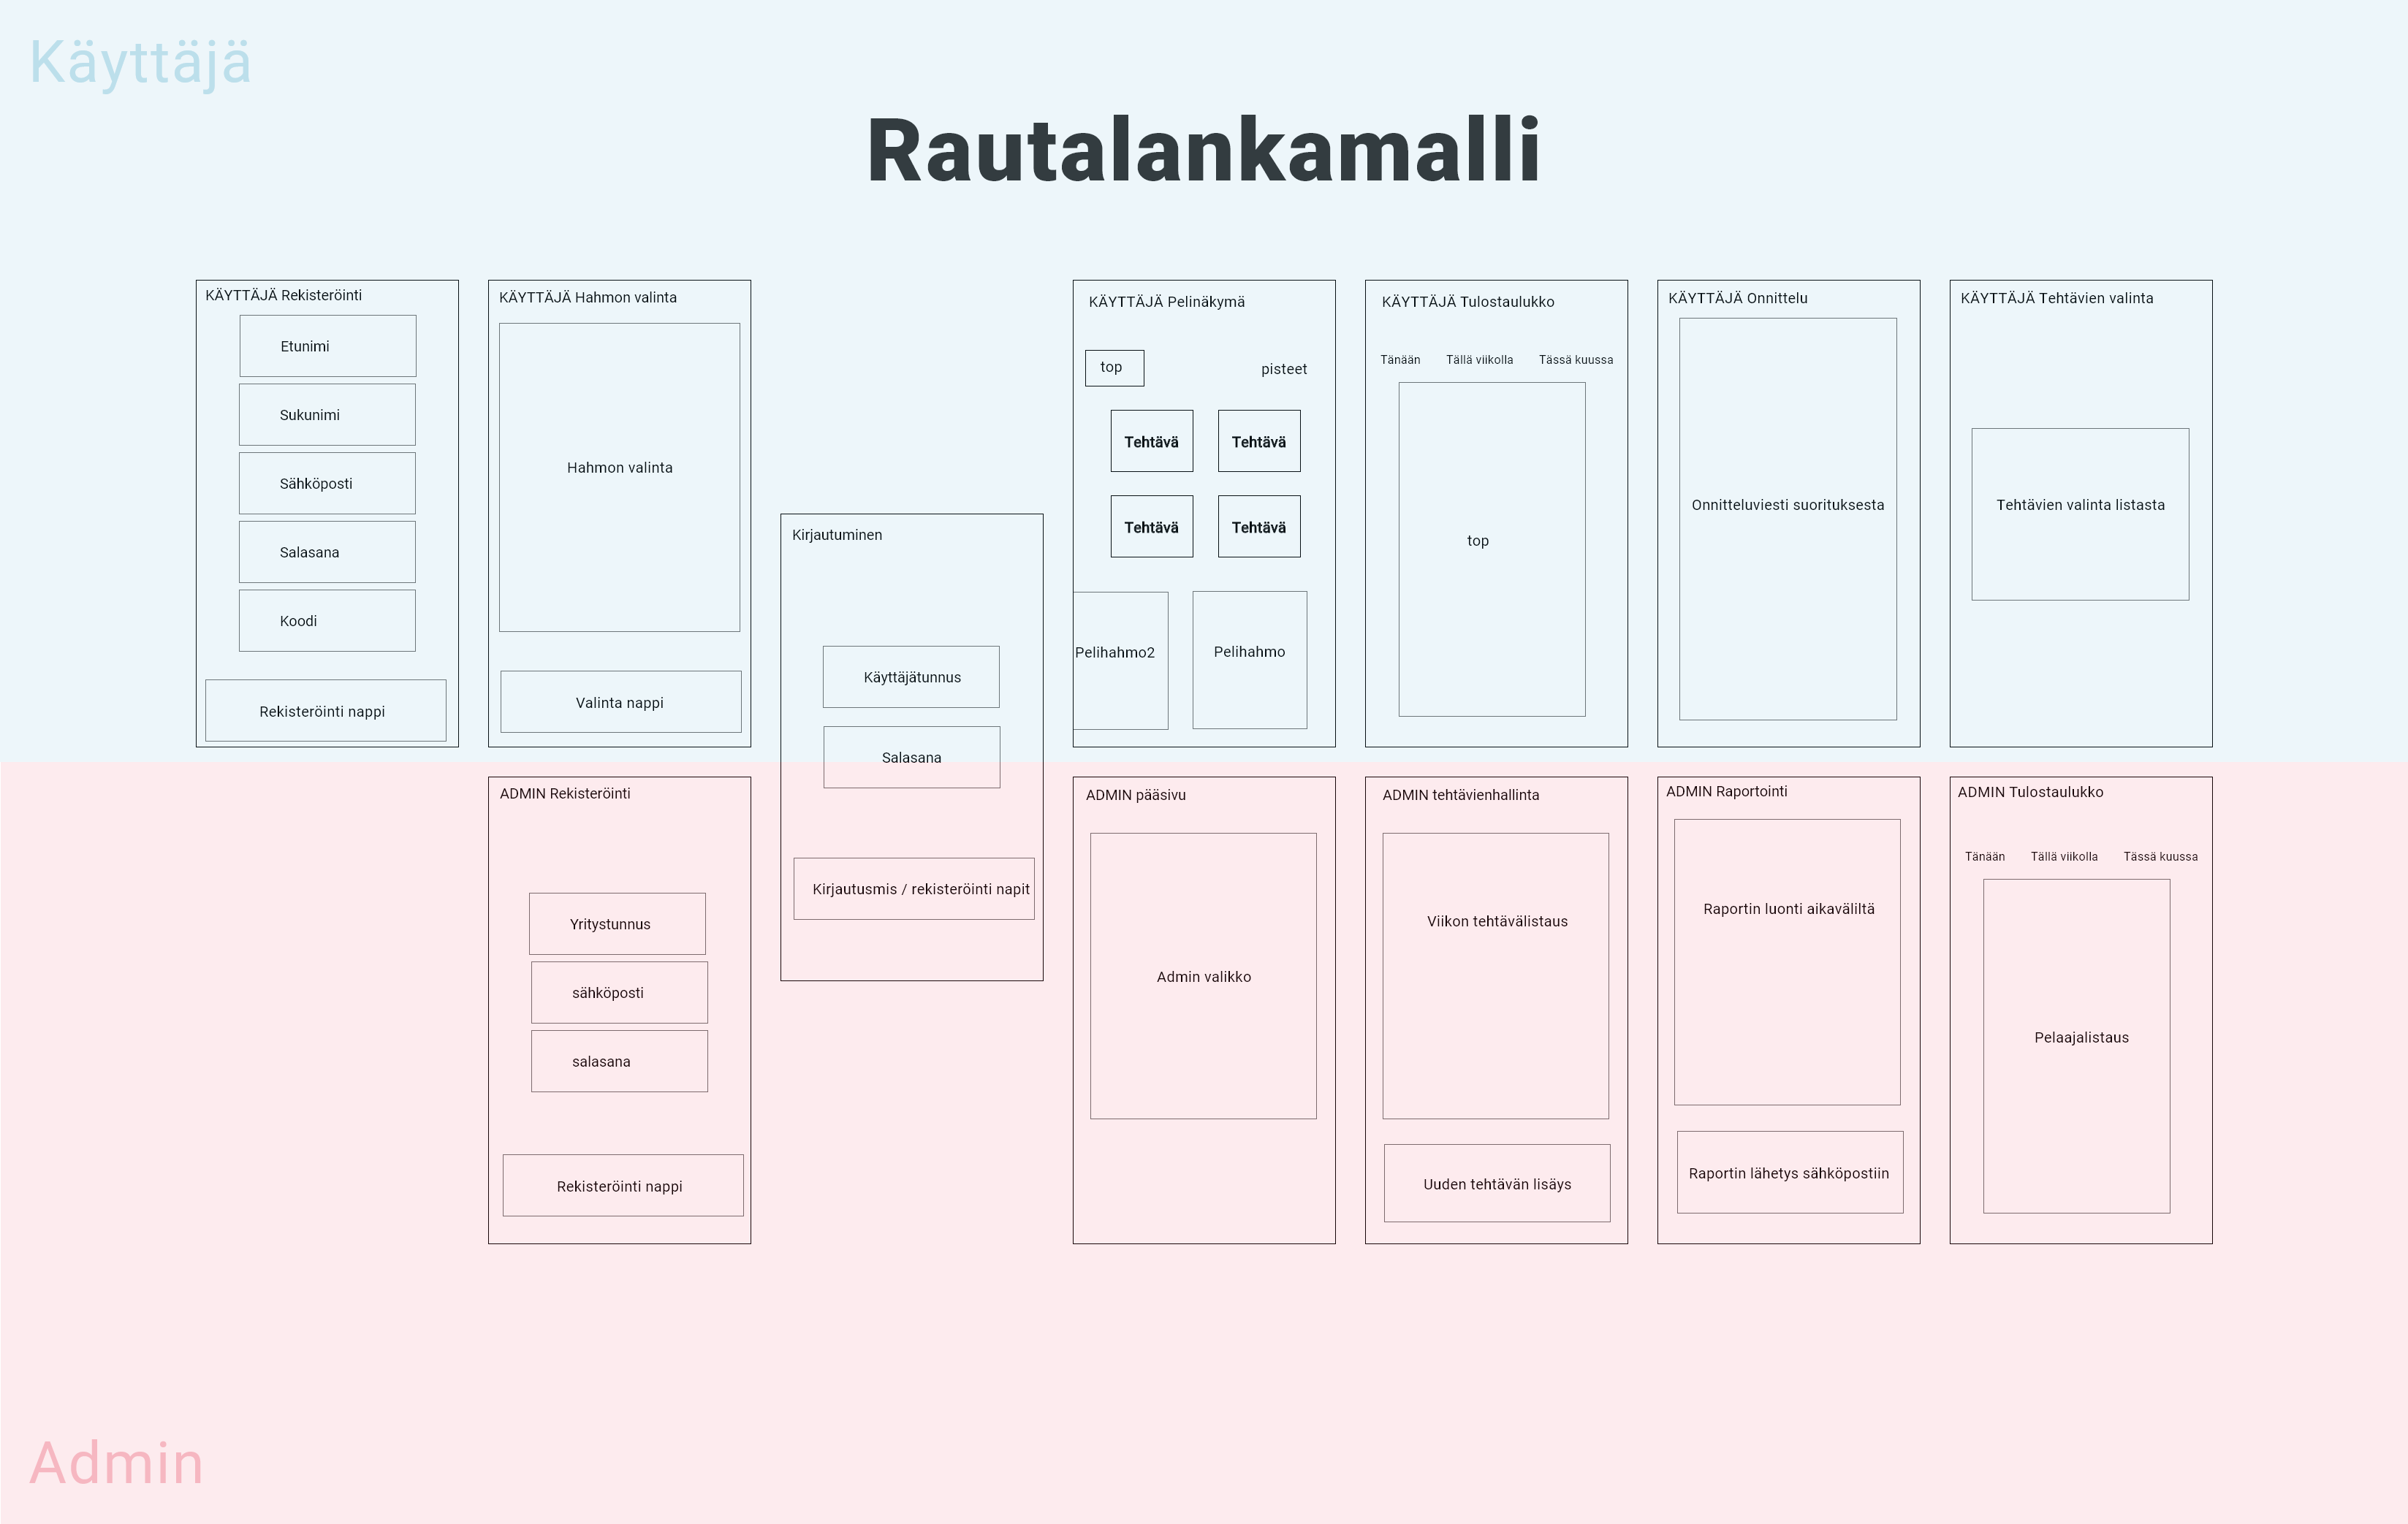 Käyttäjä
Rautalankamalli
KÄYTTÄJÄ Rekisteröinti
Etunimi
Sukunimi
Sähköposti
Salasana
Koodi
Rekisteröinti nappi
KÄYTTÄJÄ Hahmon valinta
Hahmon valinta
Valinta nappi
Kirjautuminen
Käyttäjätunnus
Salasana
Kirjautusmis / rekisteröinti napit
KÄYTTÄJÄ Pelinäkymä
top
pisteet
Tehtävä
Tehtävä
Tehtävä
Tehtävä
Pelihahmo2
Pelihahmo
KÄYTTÄJÄ Tulostaulukko
Tänään
Tällä viikolla
Tässä kuussa
top
KÄYTTÄJÄ Onnittelu
Onnitteluviesti suorituksesta
KÄYTTÄJÄ Tehtävien valinta
Tehtävien valinta listasta
ADMIN Rekisteröinti
Yritystunnus
sähköposti
salasana
Rekisteröinti nappi
ADMIN pääsivu
Admin valikko
ADMIN tehtävienhallinta
Viikon tehtävälistaus
Uuden tehtävän lisäys
ADMIN Raportointi
Raportin luonti aikaväliltä
Raportin lähetys sähköpostiin
ADMIN Tulostaulukko
Tänään
Tällä viikolla
Tässä kuussa
Pelaajalistaus
Admin